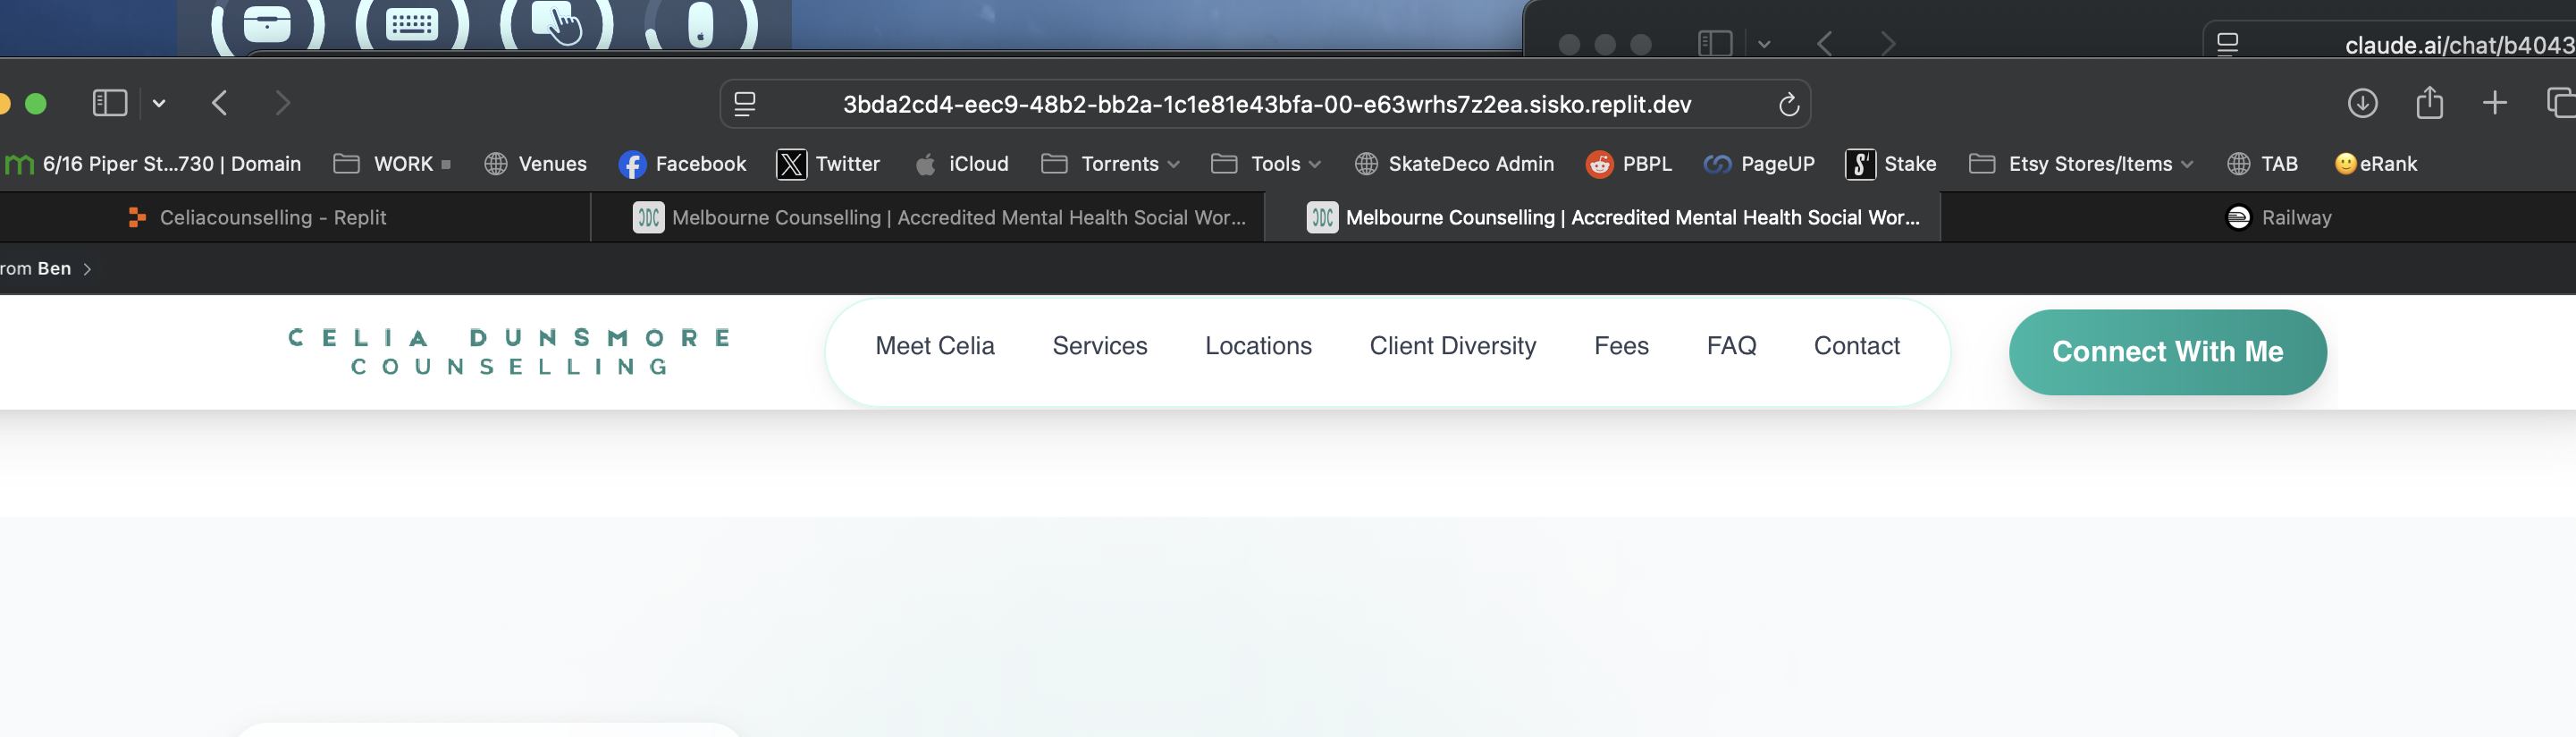 claude.ai/chat/b4043
3bda2cd4-eec9-48b2-bb2a-1c1e81e43bfa-00-e63wrhs7z2ea.sisko.replit.dev
6/16 Piper St...730 | Domain WORK Venues Facebook Twitter iCloud Torrents Tools SkateDeco Admin PBPL PageUP Stake Etsy Stores/Items TAB eRank
Celiacounselling - Replit Melbourne Counselling | Accredited Mental Health Social Wor... Melbourne Counselling | Accredited Mental Health Social Wor... Railway
rom Ben
CELIA DUNSMORE
COUNSELLING
Meet Celia Services Locations Client Diversity Fees FAQ Contact Connect With Me